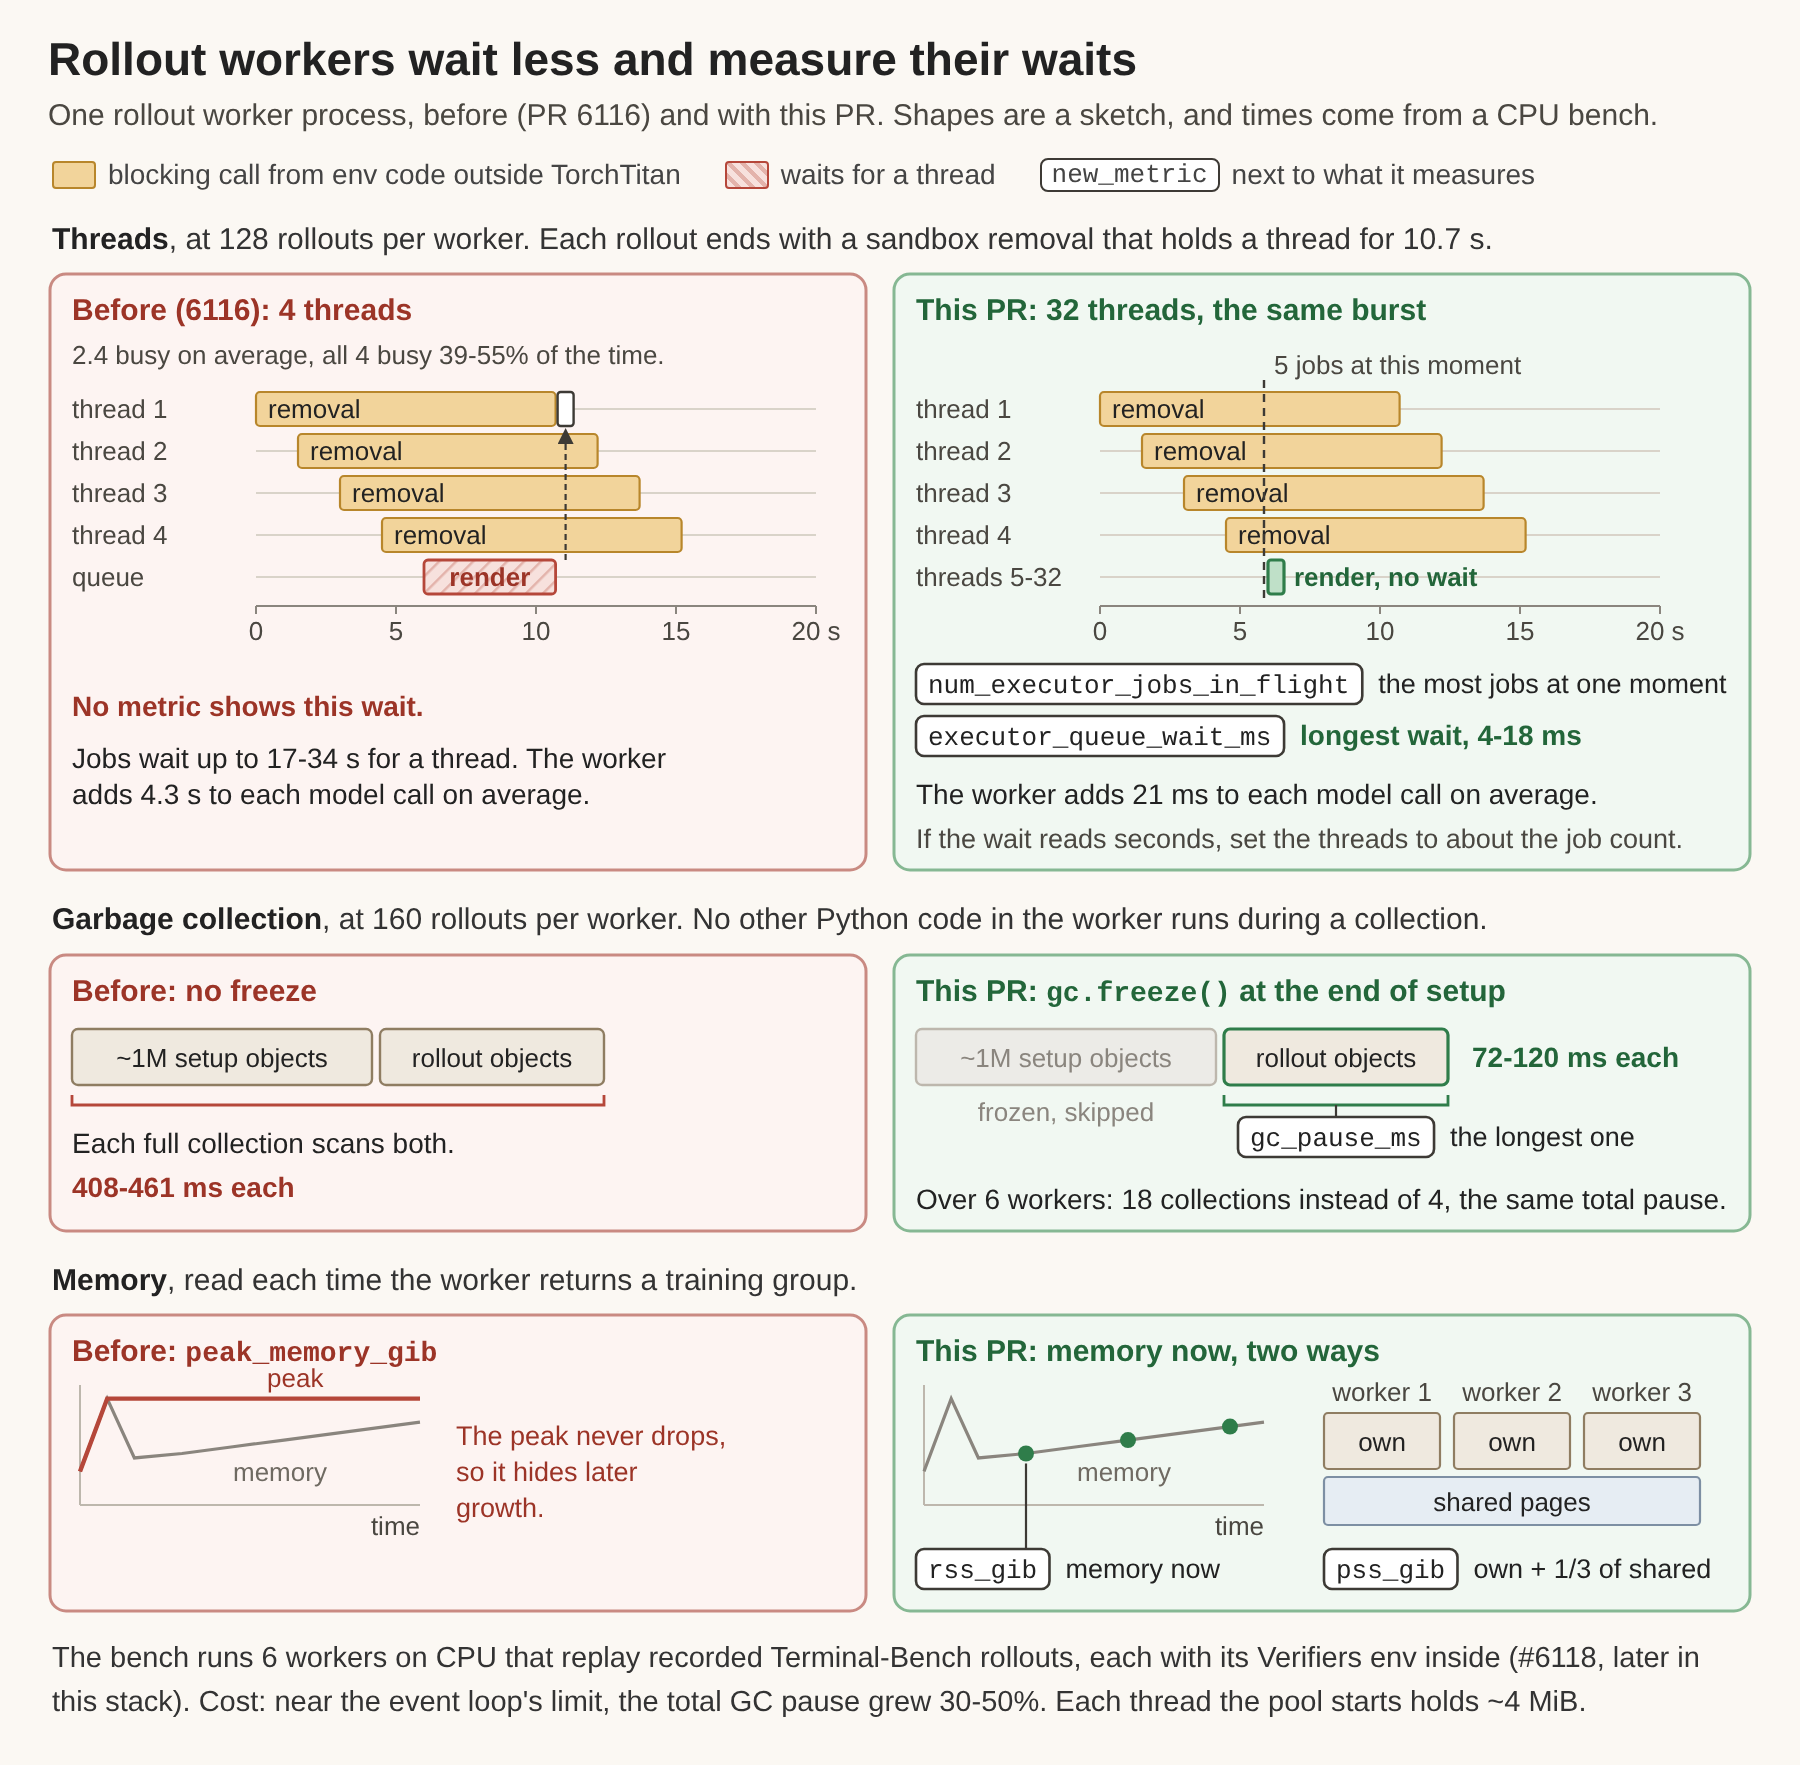 Rollout workers wait less and measure their waits
One rollout worker process, before (PR 6116) and with this PR. Shapes are a sketch, and times come from a CPU bench.
blocking call from env code outside TorchTitan
waits for a thread
new_metric next to what it measures
Threads, at 128 rollouts per worker. Each rollout ends with a sandbox removal that holds a thread for 10.7 s.
Before (6116): 4 threads
2.4 busy on average, all 4 busy 39-55% of the time.
thread 1 removal
thread 2 removal
thread 3 removal
thread 4 removal
queue render
0 5 10 15 20 s
No metric shows this wait.
Jobs wait up to 17-34 s for a thread. The worker
adds 4.3 s to each model call on average.
This PR: 32 threads, the same burst
5 jobs at this moment
thread 1 removal
thread 2 removal
thread 3 removal
thread 4 removal
threads 5-32 render, no wait
0 5 10 15 20 s
num_executor_jobs_in_flight the most jobs at one moment
executor_queue_wait_ms longest wait, 4-18 ms
The worker adds 21 ms to each model call on average.
If the wait reads seconds, set the threads to about the job count.
Garbage collection, at 160 rollouts per worker. No other Python code in the worker runs during a collection.
Before: no freeze
~1M setup objects rollout objects
Each full collection scans both.
408-461 ms each
This PR: gc.freeze() at the end of setup
~1M setup objects rollout objects 72-120 ms each
frozen, skipped
gc_pause_ms the longest one
Over 6 workers: 18 collections instead of 4, the same total pause.
Memory, read each time the worker returns a training group.
Before: peak_memory_gib
peak
memory
time
The peak never drops,
so it hides later
growth.
This PR: memory now, two ways
memory
time
rss_gib memory now
worker 1 worker 2 worker 3
own own own
shared pages
pss_gib own + 1/3 of shared
The bench runs 6 workers on CPU that replay recorded Terminal-Bench rollouts, each with its Verifiers env inside (#6118, later in
this stack). Cost: near the event loop's limit, the total GC pause grew 30-50%. Each thread the pool starts holds ~4 MiB.